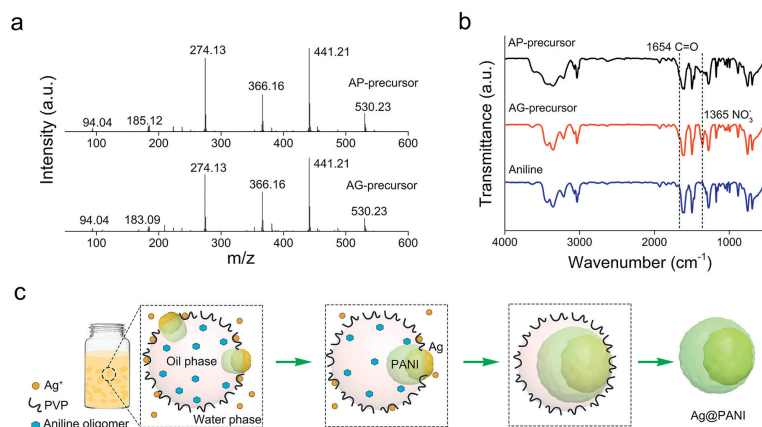 a
274.13
441.21
366.16
AP-precursor
185.12
94.04
530.23
274.13
441.21
366.16
AG-precursor
94.04
183.09
530.23
100 200 300 400 500 600
m/z
Intensity (a.u.)
b
1654 C=O
AP-precursor
1365 NO₃⁻
AG-precursor
Aniline
4000 3000 2000 1000
Wavenumber (cm⁻¹)
Transmittance (a.u.)
c
Ag⁺
PVP
Aniline oligomer
Oil phase
Water phase
Ag
PANI
Ag@PANI